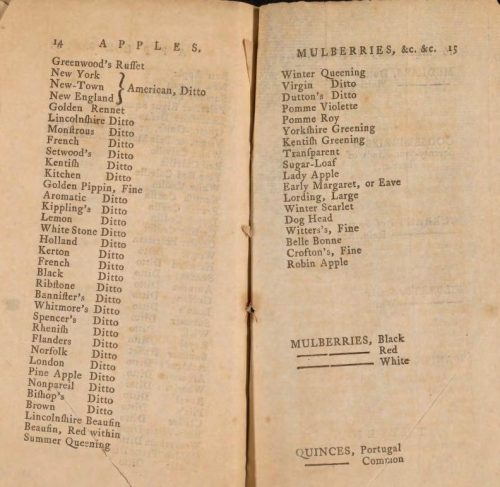 14 APPLES,
Greenwood's Ruſſet
New York
New-Town } American, Ditto
New England
Golden Rennet
Lincolnſhire Ditto
Monſtrous Ditto
French Ditto
Setwood's Ditto
Kentiſh Ditto
Kitchen Ditto
Golden Pippin, Fine
Aromatic Ditto
Kippling's Ditto
Lemon Ditto
White Stone Ditto
Holland Ditto
Kerton Ditto
French Ditto
Black Ditto
Ribſtone Ditto
Banniſter's Ditto
Whitmore's Ditto
Spencer's Ditto
Rheniſh Ditto
Flanders Ditto
Norfolk Ditto
London Ditto
Pine Apple Ditto
Nonpareil Ditto
Biſhop's Ditto
Brown Ditto
Lincolnſhire Beaufin
Beaufin, Red within
Summer Queening
MULBERRIES, &c. &c. 15
Winter Queening
Virgin Ditto
Dutton's Ditto
Pomme Violette
Pomme Roy
Yorkſhire Greening
Kentiſh Greening
Tranſparent
Sugar-Loaf
Lady Apple
Early Margaret, or Eave
Lording, Large
Winter Scarlet
Dog Head
Witters's, Fine
Belle Bonne
Crofton's, Fine
Robin Apple
MULBERRIES, Black
——— Red
——— White
QUINCES, Portugal
——— Common